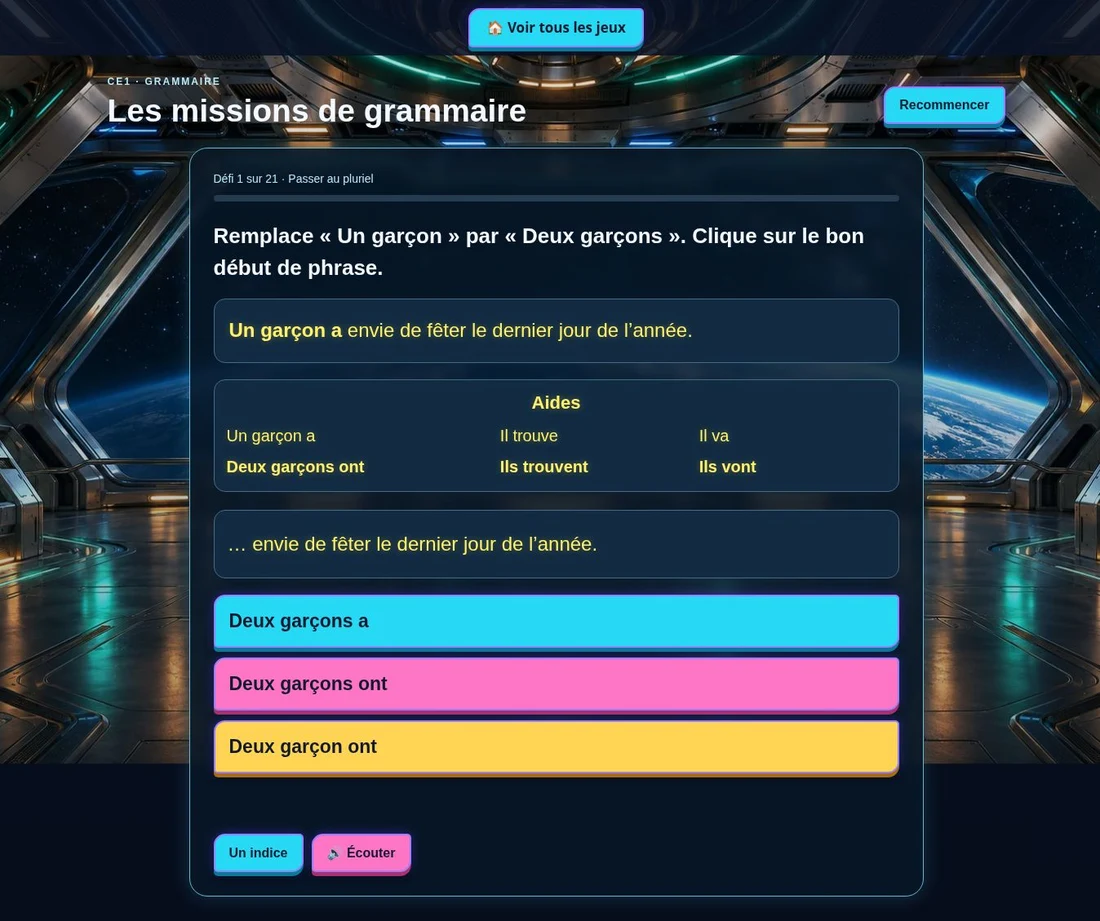 🏠 Voir tous les jeux
CE1 · GRAMMAIRE
Les missions de grammaire
Recommencer
Défi 1 sur 21 · Passer au pluriel
Remplace « Un garçon » par « Deux garçons ». Clique sur le bon
début de phrase.
Un garçon a envie de fêter le dernier jour de l’année.
Aides
Un garçon a Il trouve Il va
Deux garçons ont Ils trouvent Ils vont
… envie de fêter le dernier jour de l’année.
Deux garçons a
Deux garçons ont
Deux garçon ont
Un indice 🔊 Écouter